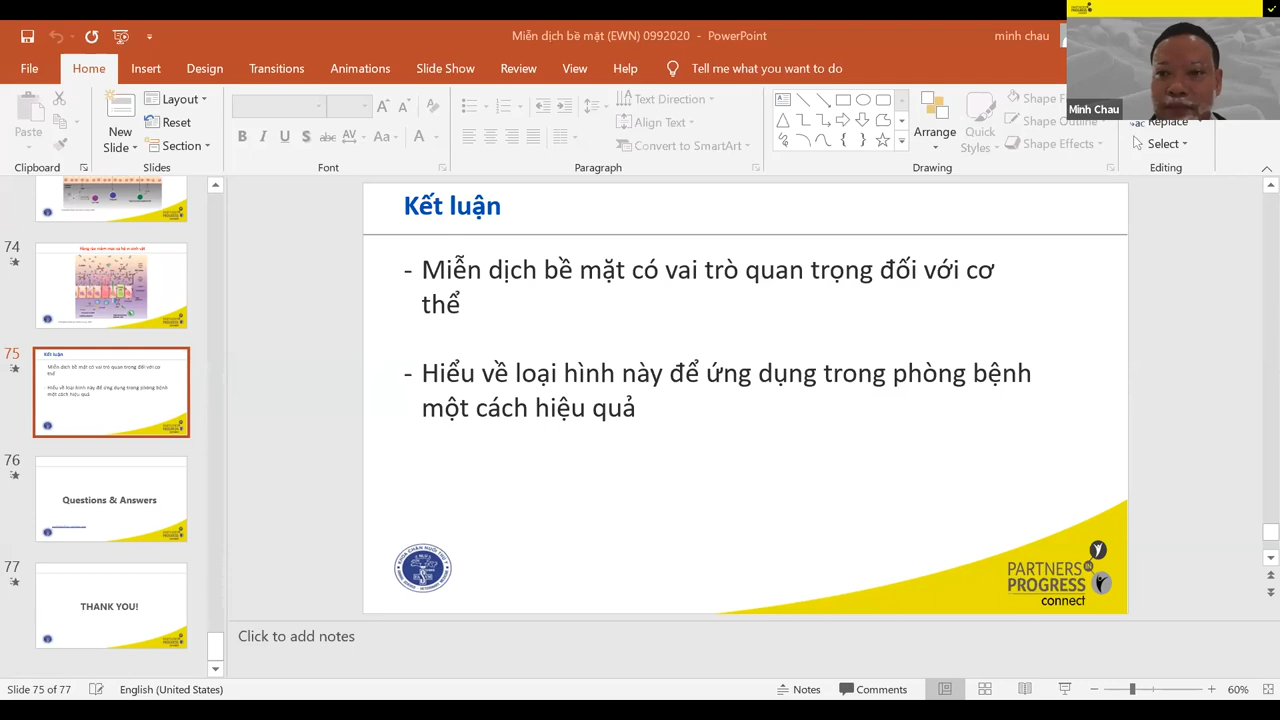 Miễn dịch bề mặt (EWN) 0992020 - PowerPoint
minh chau
File Home Insert Design Transitions Animations Slide Show Review View Help Tell me what you want to do
Minh Chau
Paste
New Slide
Layout
Reset
Section
B I U S abc AV Aa A
Text Direction
Align Text
Convert to SmartArt
Arrange
Quick Styles
Shape F
Shape Outline
Shape Effects
Replace
Select
Clipboard Slides Font Paragraph Drawing Editing
74
75
Kết luận
Miễn dịch bề mặt có vai trò quan trọng đối với cơ
thể
Hiểu về loại hình này để ứng dụng trong phòng bệnh
một cách hiệu quả
76
Questions & Answers
77
THANK YOU!
Kết luận
- Miễn dịch bề mặt có vai trò quan trọng đối với cơ
thể
- Hiểu về loại hình này để ứng dụng trong phòng bệnh
một cách hiệu quả
PARTNERS IN
PROGRESS
connect
Click to add notes
Slide 75 of 77 English (United States) Notes Comments 60%